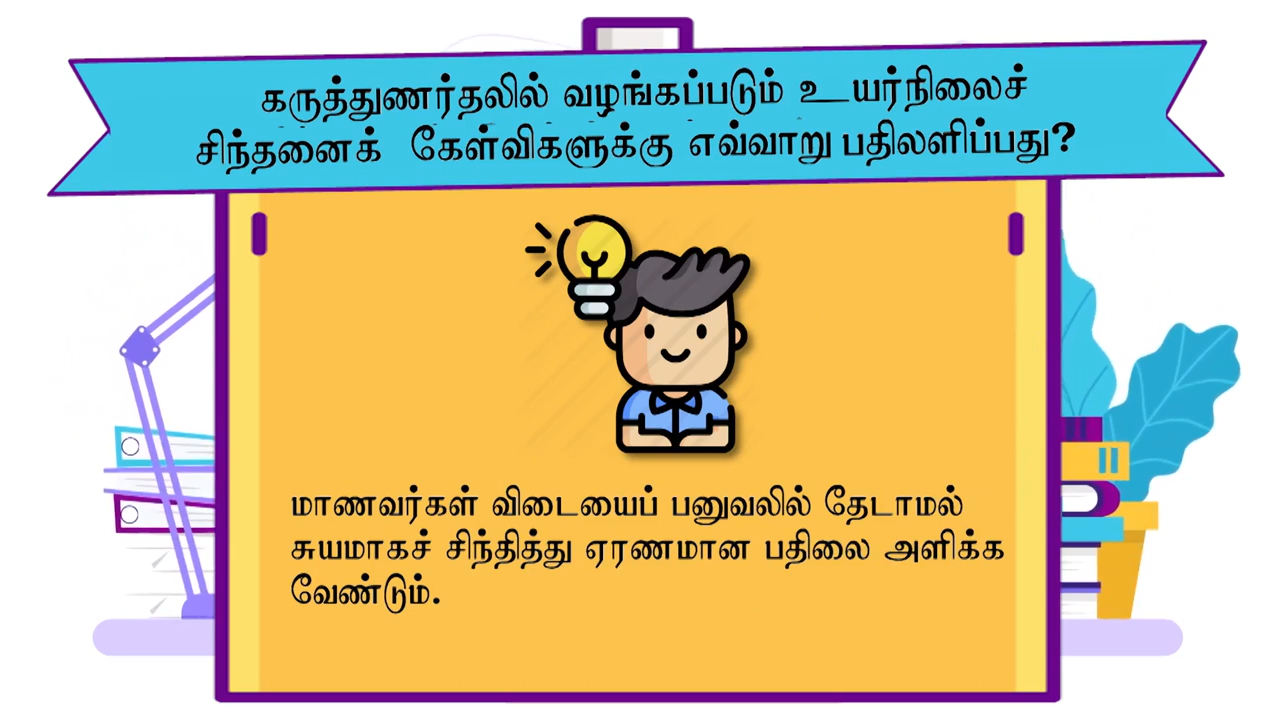 கருத்துணர்தலில் வழங்கப்படும் உயர்நிலைச்
சிந்தனைக் கேள்விகளுக்கு எவ்வாறு பதிலளிப்பது?
மாணவர்கள் விடையைப் பனுவலில் தேடாமல்
சுயமாகச் சிந்தித்து ஏரணமான பதிலை அளிக்க
வேண்டும்.